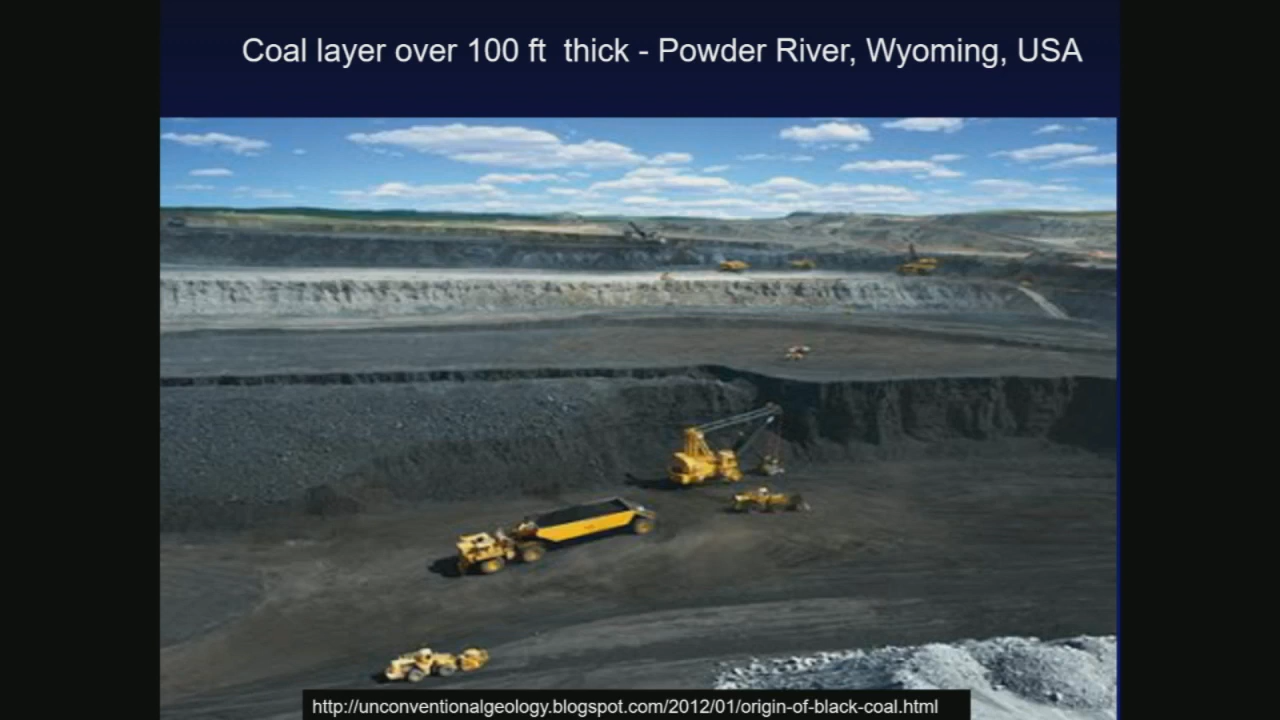 Coal layer over 100 ft  thick - Powder River, Wyoming, USA
http://unconventionalgeology.blogspot.com/2012/01/origin-of-black-coal.html